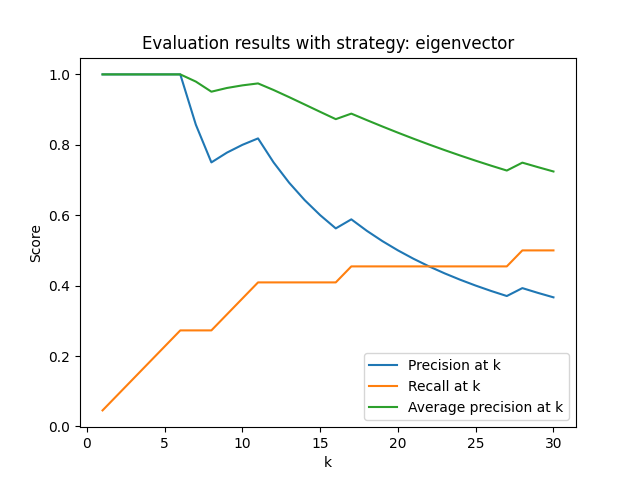 Evaluation results with strategy: eigenvector
1.0
0.8
0.6
0.4
0.2
0.0
Score
0 5 10 15 20 25 30
k
Precision at k
Recall at k
Average precision at k